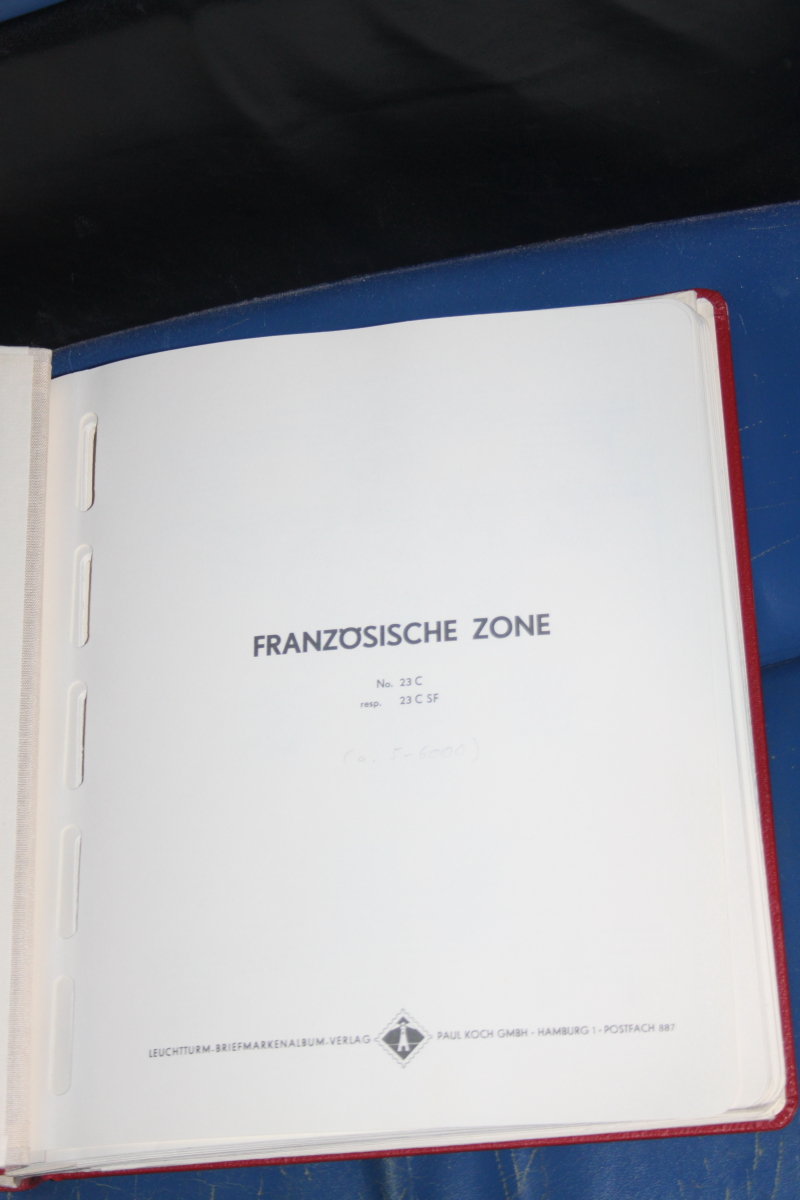 FRANZÖSISCHE ZONE
No. 23 C
resp. 23 C SF
LEUCHTTURM-BRIEFMARKENALBUM-VERLAG PAUL KOCH GMBH · HAMBURG 1 · POSTFACH 887